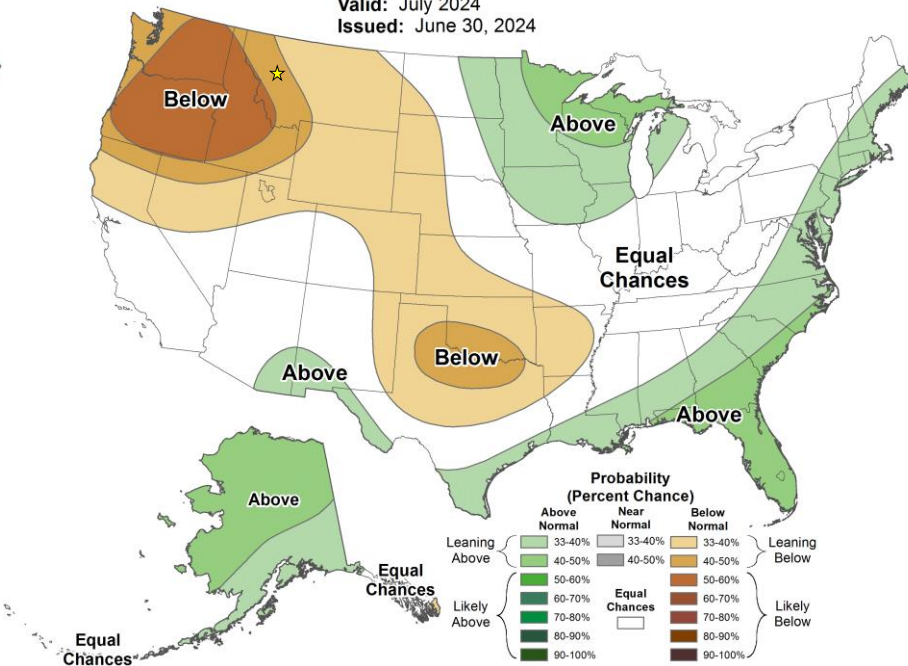 Valid: July 2024
Issued: June 30, 2024
Below
Above
Equal
Chances
Below
Above
Above
Above
Equal
Chances
Equal
Chances
Probability
(Percent Chance)
Above
Normal
Near
Normal
Below
Normal
Leaning
Above
33-40%
33-40%
33-40%
Leaning
Below
40-50%
40-50%
40-50%
Likely
Above
50-60%
50-60%
Likely
Below
60-70%
60-70%
70-80%
70-80%
80-90%
80-90%
90-100%
90-100%
Equal
Chances